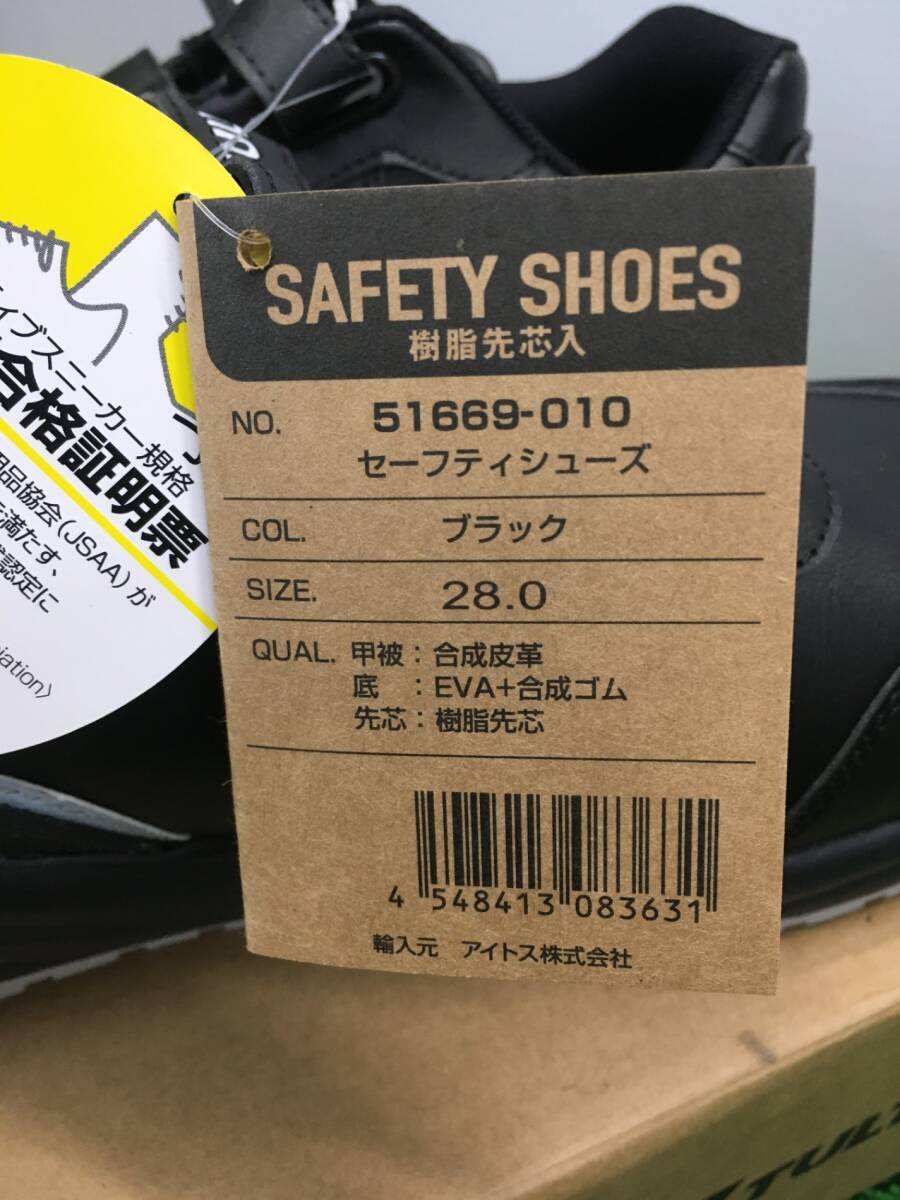 SAFETY SHOES
樹脂先芯入
NO. 51669-010
セーフティシューズ
COL. ブラック
SIZE. 28.0
QUAL. 甲被：合成皮革
底　：EVA+合成ゴム
先芯：樹脂先芯
4 548413 083631
輸入元　アイトス株式会社
イプスニーカー規格
合格証明票
用品協会(JSAA)が
を満たす、
認定に
iation〉
TULT